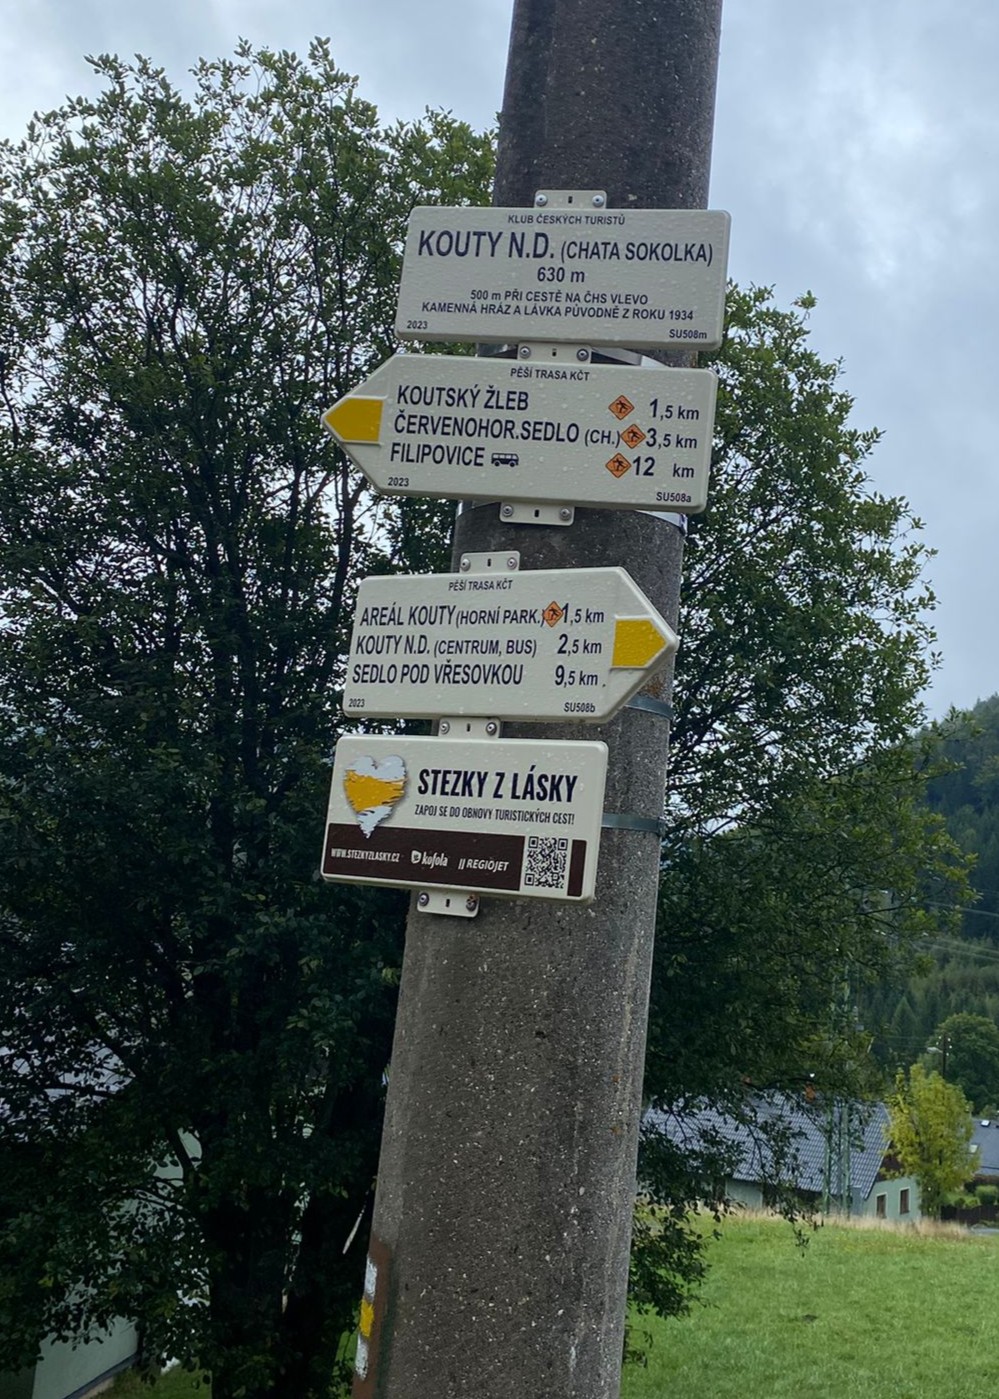 KLUB ČESKÝCH TURISTŮ
KOUTY N.D. (CHATA SOKOLKA)
630 m
500 m PŘI CESTĚ NA ČHS VLEVO
KAMENNÁ HRÁZ A LÁVKA PŮVODNĚ Z ROKU 1934
2023 SU508m
PĚŠÍ TRASA KČT
KOUTSKÝ ŽLEB 1,5 km
ČERVENOHOR.SEDLO (CH.) 3,5 km
FILIPOVICE 12 km
2023 SU508a
PĚŠÍ TRASA KČT
AREÁL KOUTY (HORNÍ PARK.) 1,5 km
KOUTY N.D. (CENTRUM, BUS) 2,5 km
SEDLO POD VŘESOVKOU 9,5 km
2023 SU508b
STEZKY Z LÁSKY
ZAPOJ SE DO OBNOVY TURISTICKÝCH CEST!
WWW.STEZKYZLASKY.CZ kofola REGIOJET